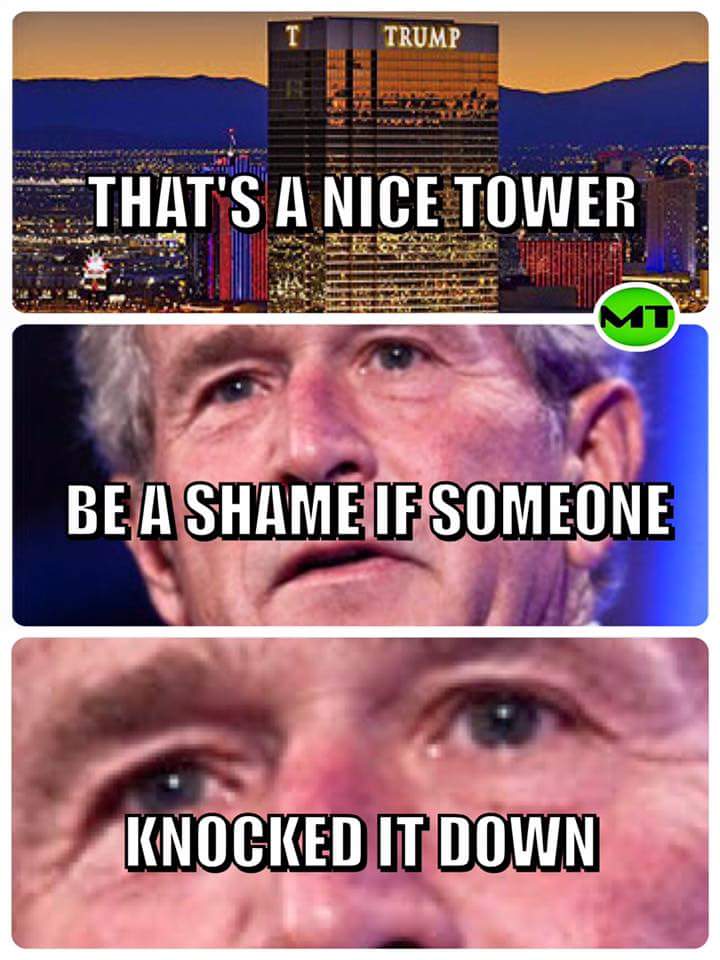 T TRUMP
THAT'S A NICE TOWER
MT
BE A SHAME IF SOMEONE
KNOCKED IT DOWN